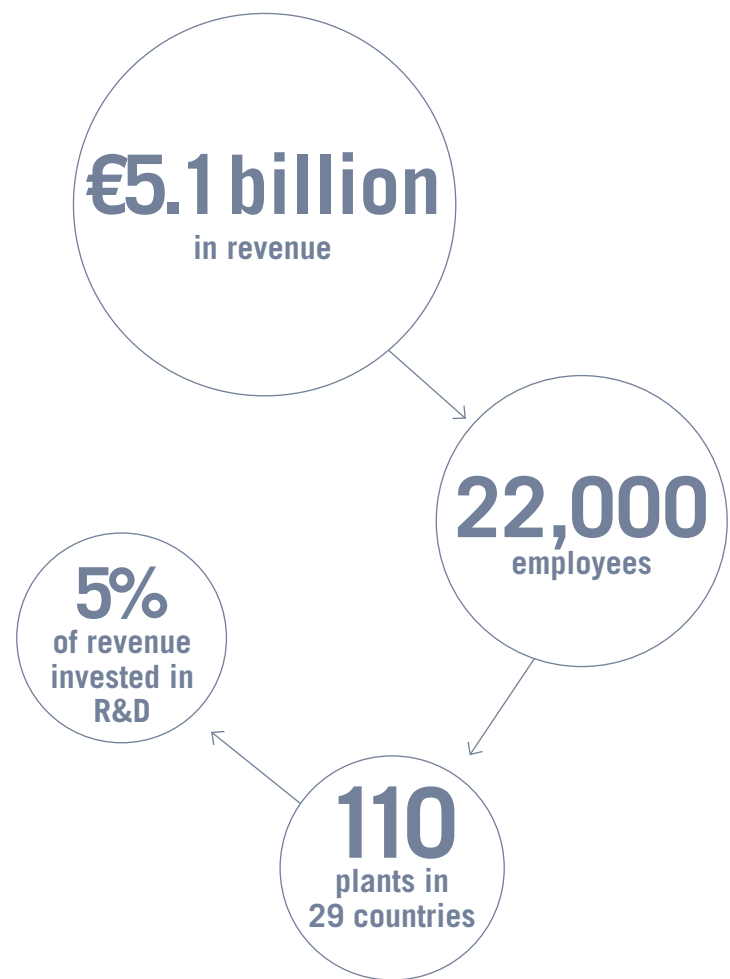 €5.1 billion
in revenue
22,000
employees
110
plants in
29 countries
5%
of revenue
invested in
R&D